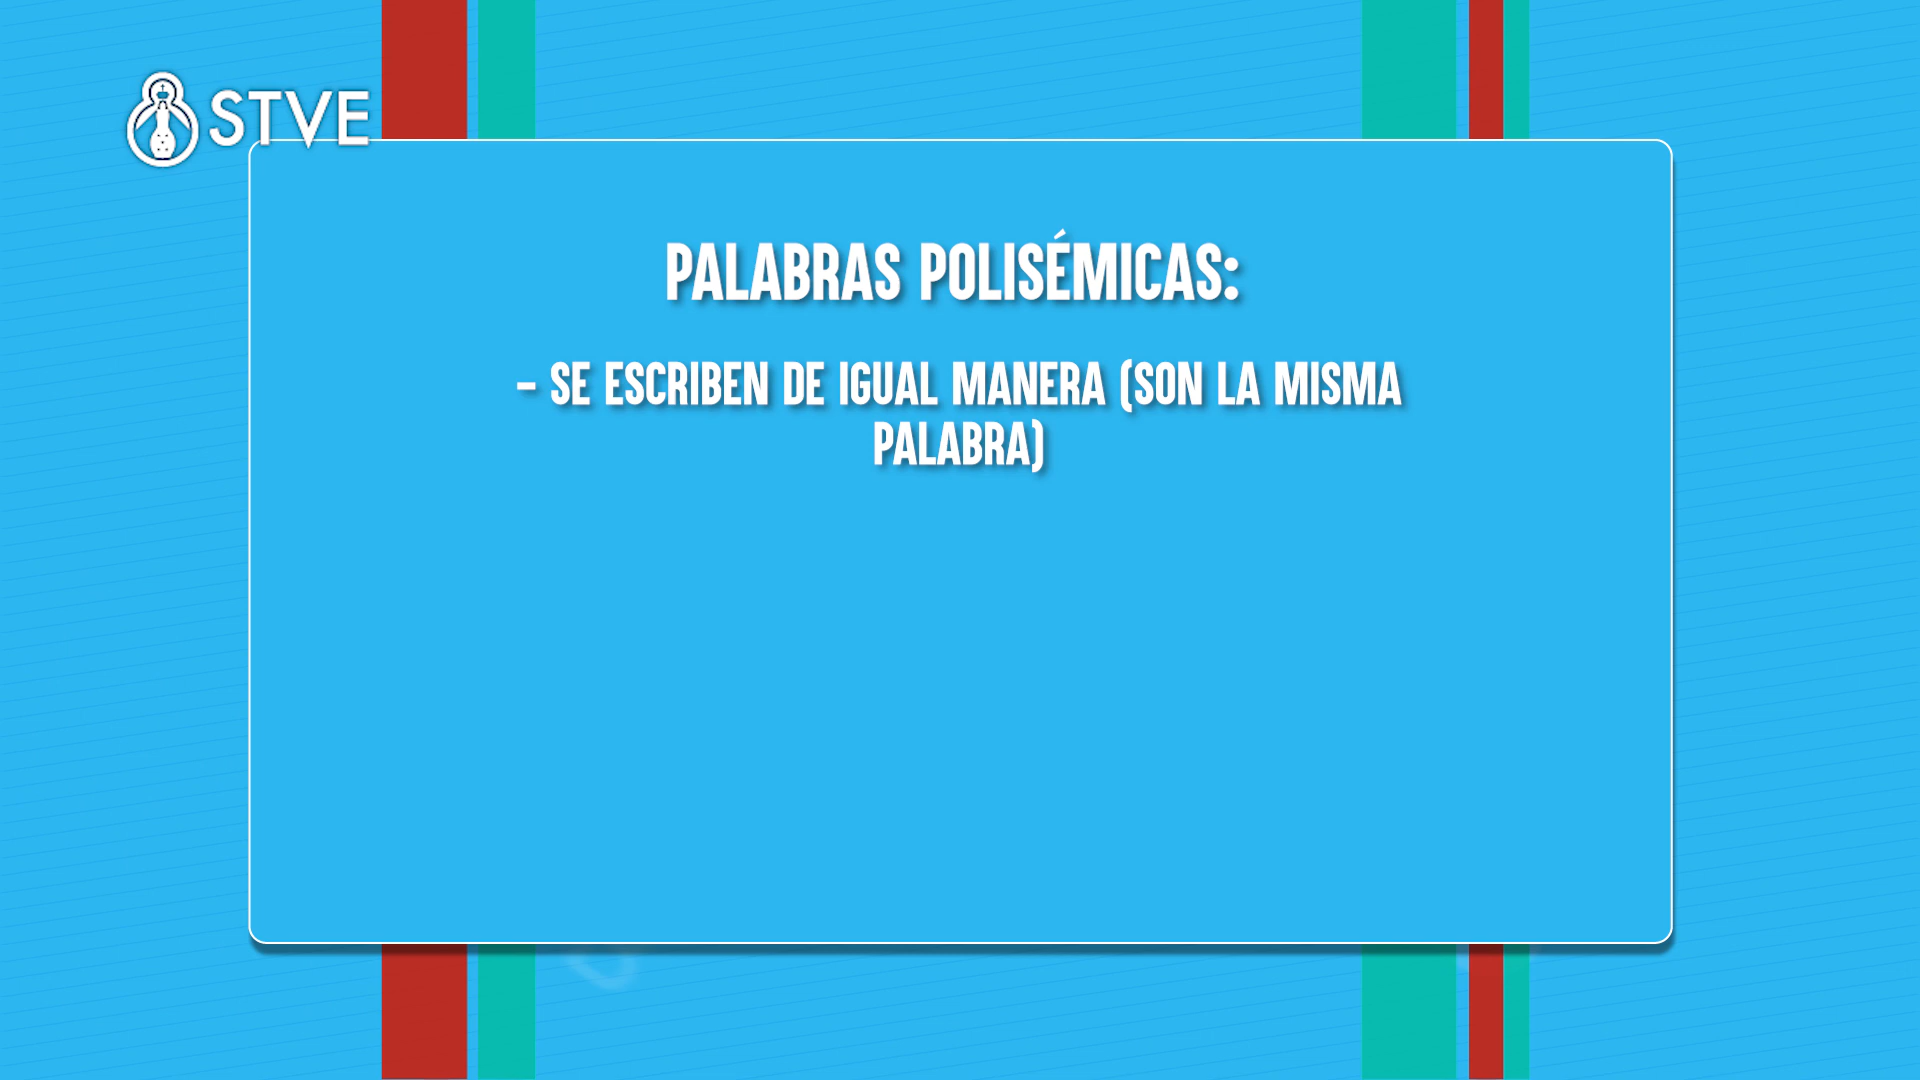 STVE
PALABRAS POLISÉMICAS:
- SE ESCRIBEN DE IGUAL MANERA (SON LA MISMA
PALABRA)